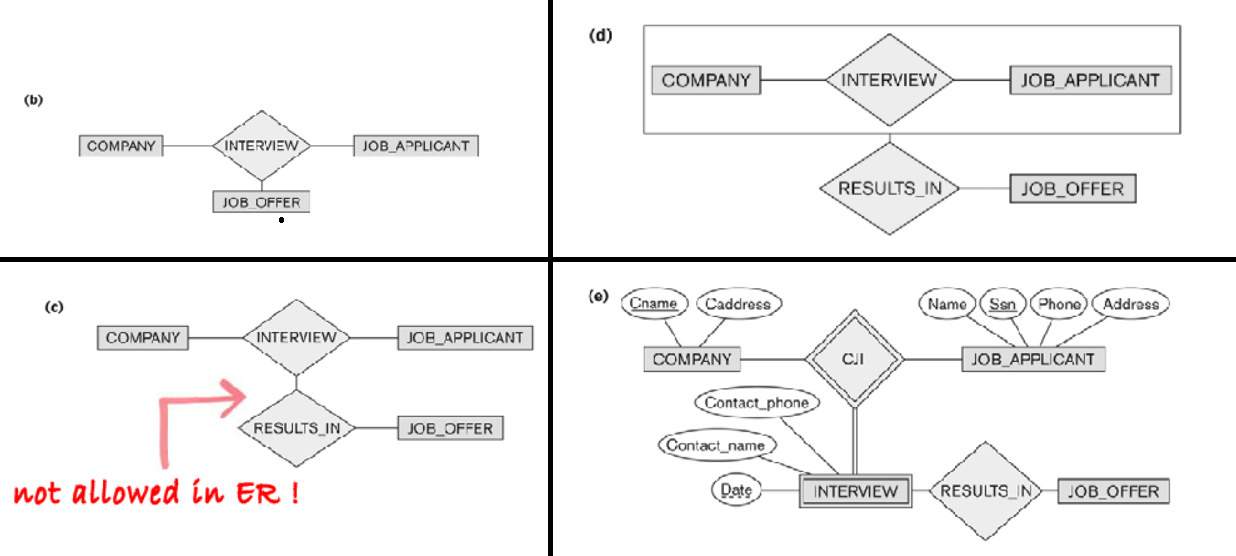 (b)
COMPANY INTERVIEW JOB_APPLICANT
JOB_OFFER
(d)
COMPANY INTERVIEW JOB_APPLICANT
RESULTS_IN JOB_OFFER
(c)
COMPANY INTERVIEW JOB_APPLICANT
RESULTS_IN JOB_OFFER
not allowed in ER !
(e)
Cname Caddress Name Ssn Phone Address
COMPANY CJI JOB_APPLICANT
Contact_phone
Contact_name
Date INTERVIEW RESULTS_IN JOB_OFFER